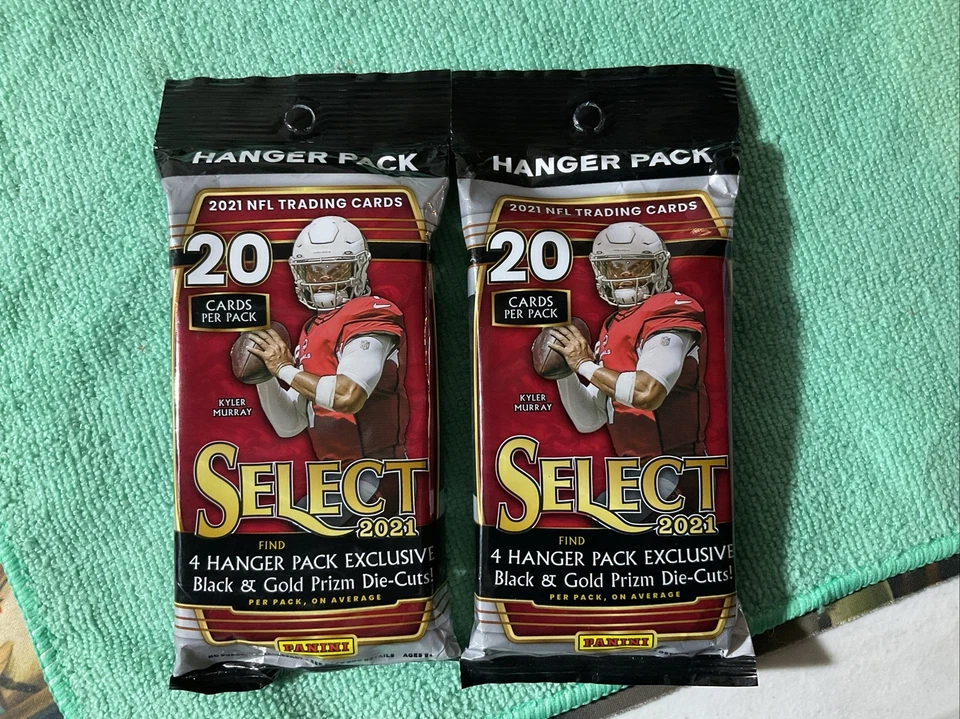 HANGER PACK
2021 NFL TRADING CARDS
20
CARDS
PER PACK
KYLER
MURRAY
SELECT
2021
FIND
4 HANGER PACK EXCLUSIVE
Black & Gold Prizm Die-Cuts!
PER PACK, ON AVERAGE
PANINI
HANGER PACK
2021 NFL TRADING CARDS
20
CARDS
PER PACK
KYLER
MURRAY
SELECT
2021
FIND
4 HANGER PACK EXCLUSIVE
Black & Gold Prizm Die-Cuts!
PER PACK, ON AVERAGE
PANINI